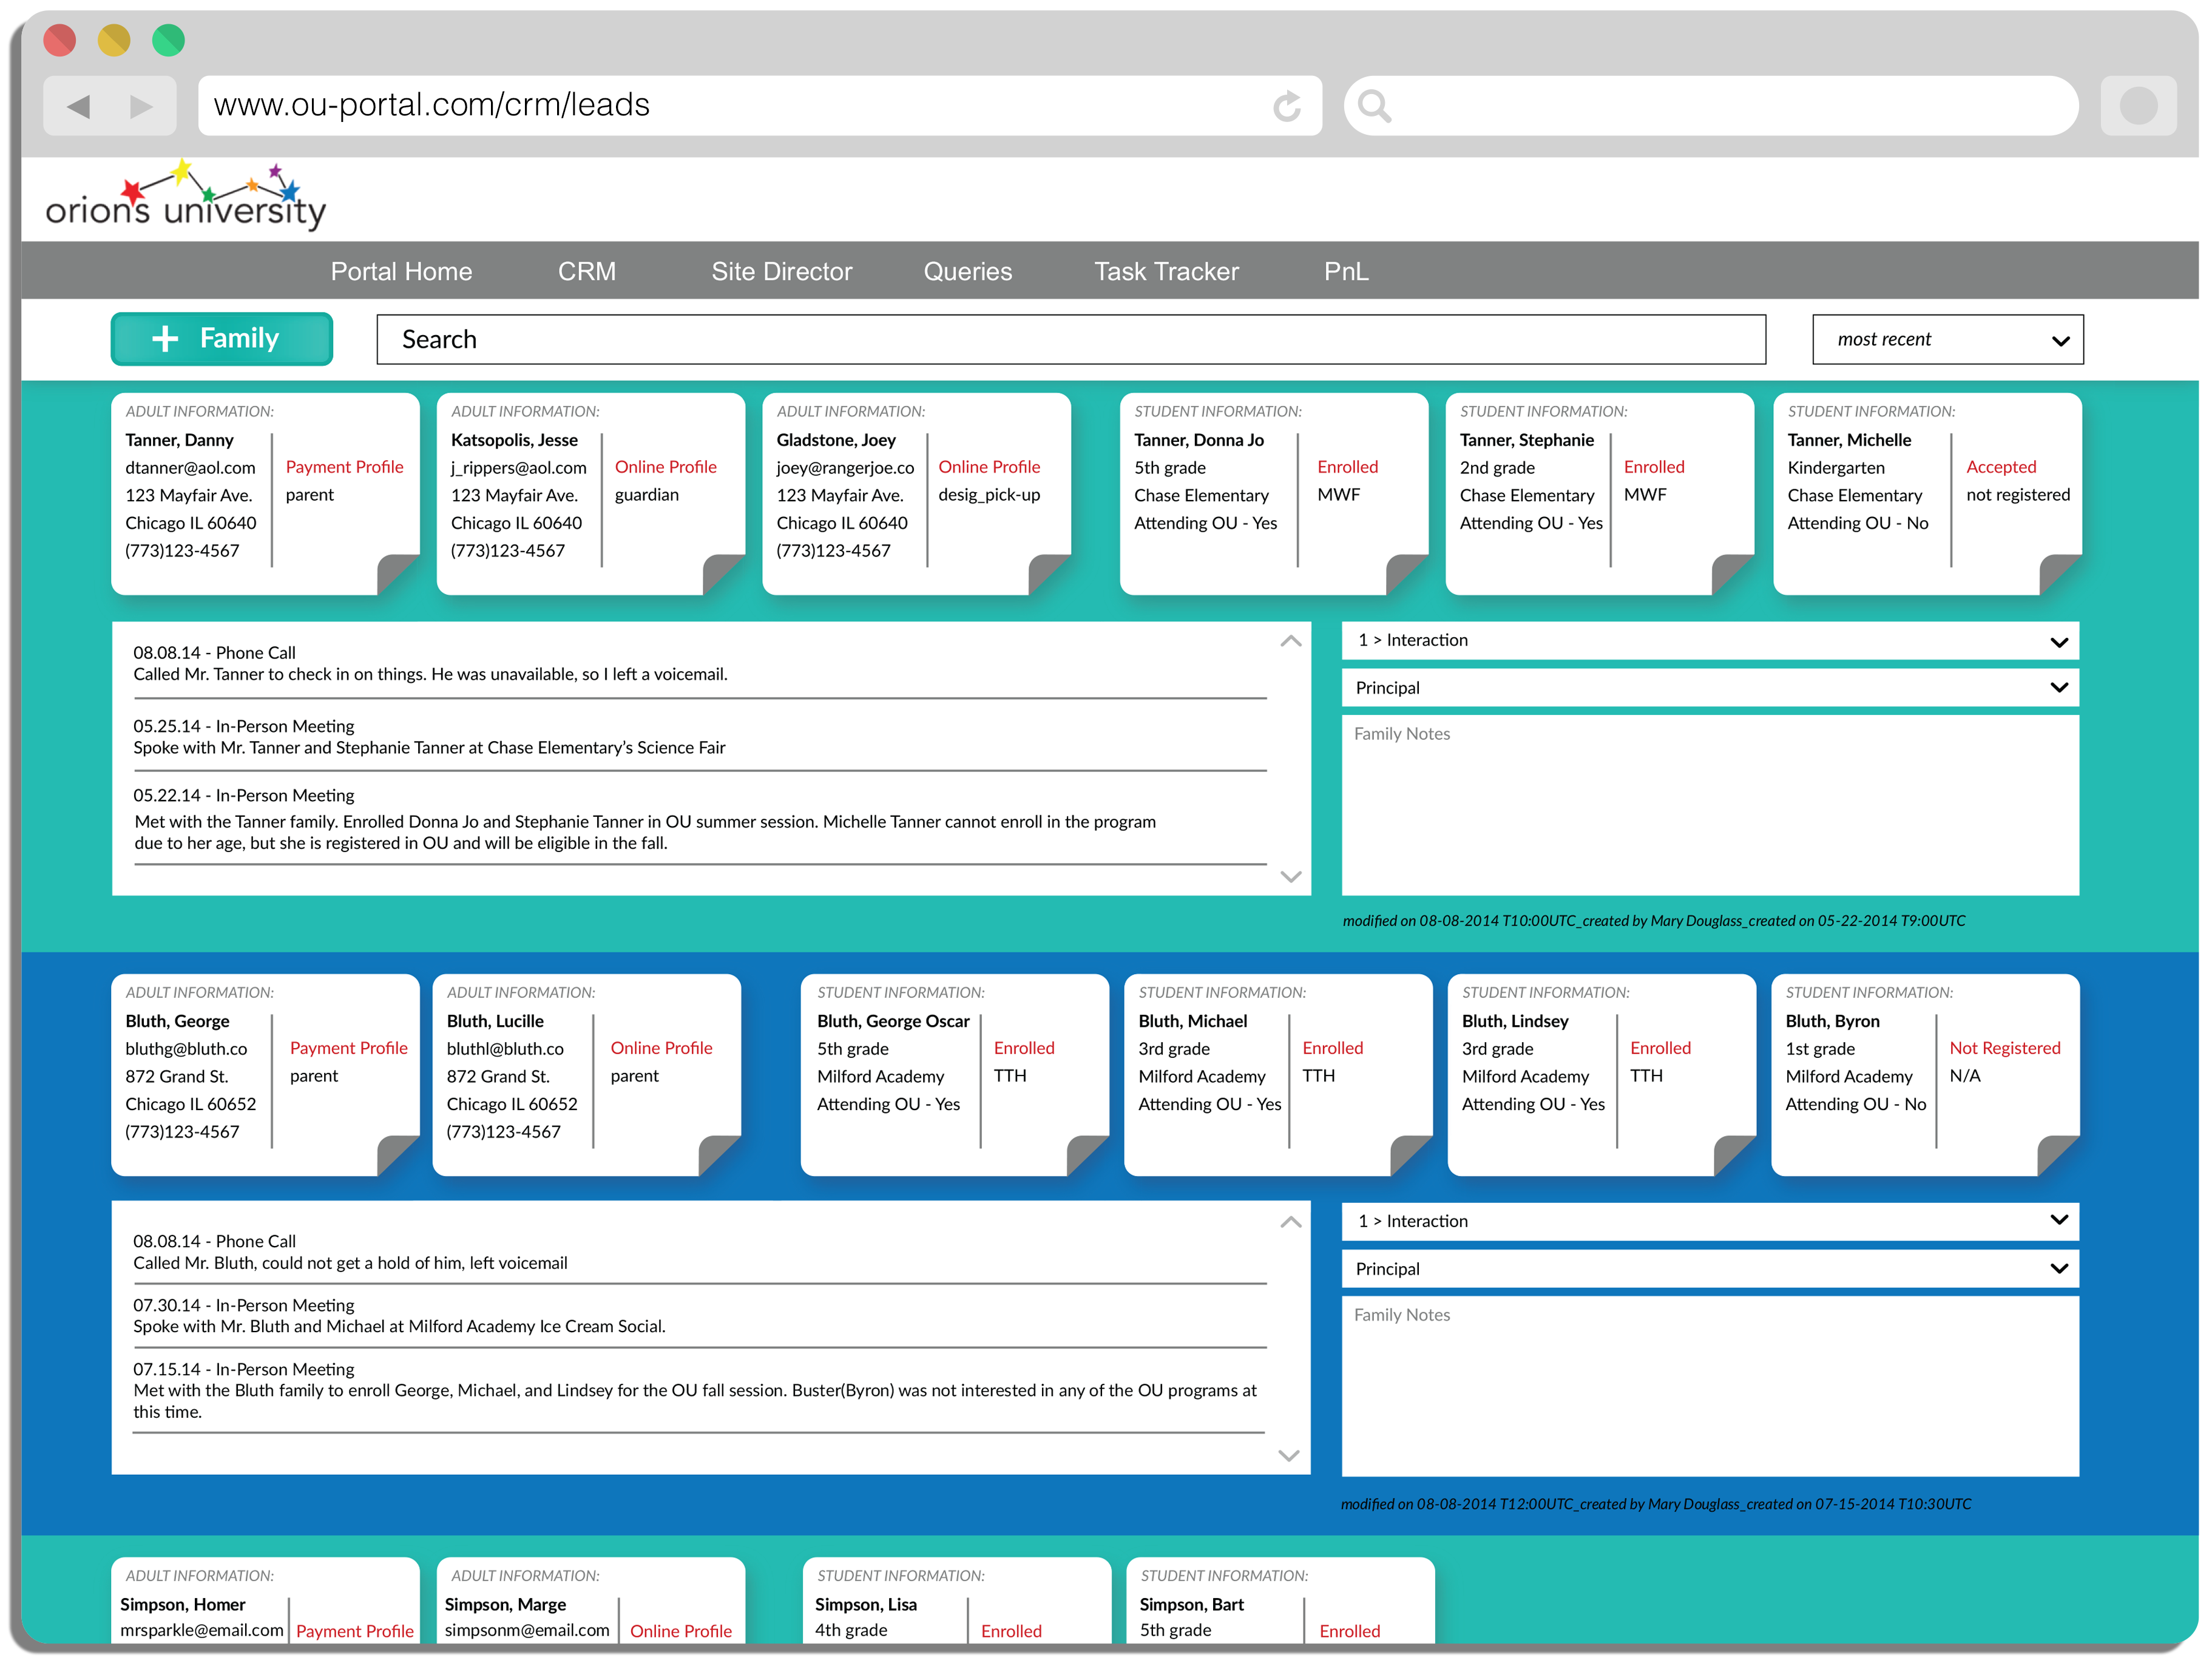 www.ou-portal.com/crm/leads
orion's university
Portal Home CRM Site Director Queries Task Tracker PnL
+ Family
Search
most recent
ADULT INFORMATION:
Tanner, Danny
dtanner@aol.com
123 Mayfair Ave.
Chicago IL 60640
(773)123-4567
Payment Profile
parent
ADULT INFORMATION:
Katsopolis, Jesse
j_rippers@aol.com
123 Mayfair Ave.
Chicago IL 60640
(773)123-4567
Online Profile
guardian
ADULT INFORMATION:
Gladstone, Joey
joey@rangerjoe.co
123 Mayfair Ave.
Chicago IL 60640
(773)123-4567
Online Profile
desig_pick-up
STUDENT INFORMATION:
Tanner, Donna Jo
5th grade
Chase Elementary
Attending OU - Yes
Enrolled
MWF
STUDENT INFORMATION:
Tanner, Stephanie
2nd grade
Chase Elementary
Attending OU - Yes
Enrolled
MWF
STUDENT INFORMATION:
Tanner, Michelle
Kindergarten
Chase Elementary
Attending OU - No
Accepted
not registered
08.08.14 - Phone Call
Called Mr. Tanner to check in on things. He was unavailable, so I left a voicemail.
05.25.14 - In-Person Meeting
Spoke with Mr. Tanner and Stephanie Tanner at Chase Elementary's Science Fair
05.22.14 - In-Person Meeting
Met with the Tanner family. Enrolled Donna Jo and Stephanie Tanner in OU summer session. Michelle Tanner cannot enroll in the program
due to her age, but she is registered in OU and will be eligible in the fall.
1 > Interaction
Principal
Family Notes
modified on 08-08-2014 T10:00UTC_created by Mary Douglass_created on 05-22-2014 T9:00UTC
ADULT INFORMATION:
Bluth, George
bluthg@bluth.co
872 Grand St.
Chicago IL 60652
(773)123-4567
Payment Profile
parent
ADULT INFORMATION:
Bluth, Lucille
bluthl@bluth.co
872 Grand St.
Chicago IL 60652
(773)123-4567
Online Profile
parent
STUDENT INFORMATION:
Bluth, George Oscar
5th grade
Milford Academy
Attending OU - Yes
Enrolled
TTH
STUDENT INFORMATION:
Bluth, Michael
3rd grade
Milford Academy
Attending OU - Yes
Enrolled
TTH
STUDENT INFORMATION:
Bluth, Lindsey
3rd grade
Milford Academy
Attending OU - Yes
Enrolled
TTH
STUDENT INFORMATION:
Bluth, Byron
1st grade
Milford Academy
Attending OU - No
Not Registered
N/A
08.08.14 - Phone Call
Called Mr. Bluth, could not get a hold of him, left voicemail
07.30.14 - In-Person Meeting
Spoke with Mr. Bluth and Michael at Milford Academy Ice Cream Social.
07.15.14 - In-Person Meeting
Met with the Bluth family to enroll George, Michael, and Lindsey for the OU fall session. Buster(Byron) was not interested in any of the OU programs at
this time.
1 > Interaction
Principal
Family Notes
modified on 08-08-2014 T12:00UTC_created by Mary Douglass_created on 07-15-2014 T10:30UTC
ADULT INFORMATION:
Simpson, Homer
mrsparkle@email.com
Payment Profile
ADULT INFORMATION:
Simpson, Marge
simpsonm@email.com
Online Profile
STUDENT INFORMATION:
Simpson, Lisa
4th grade
Enrolled
STUDENT INFORMATION:
Simpson, Bart
5th grade
Enrolled